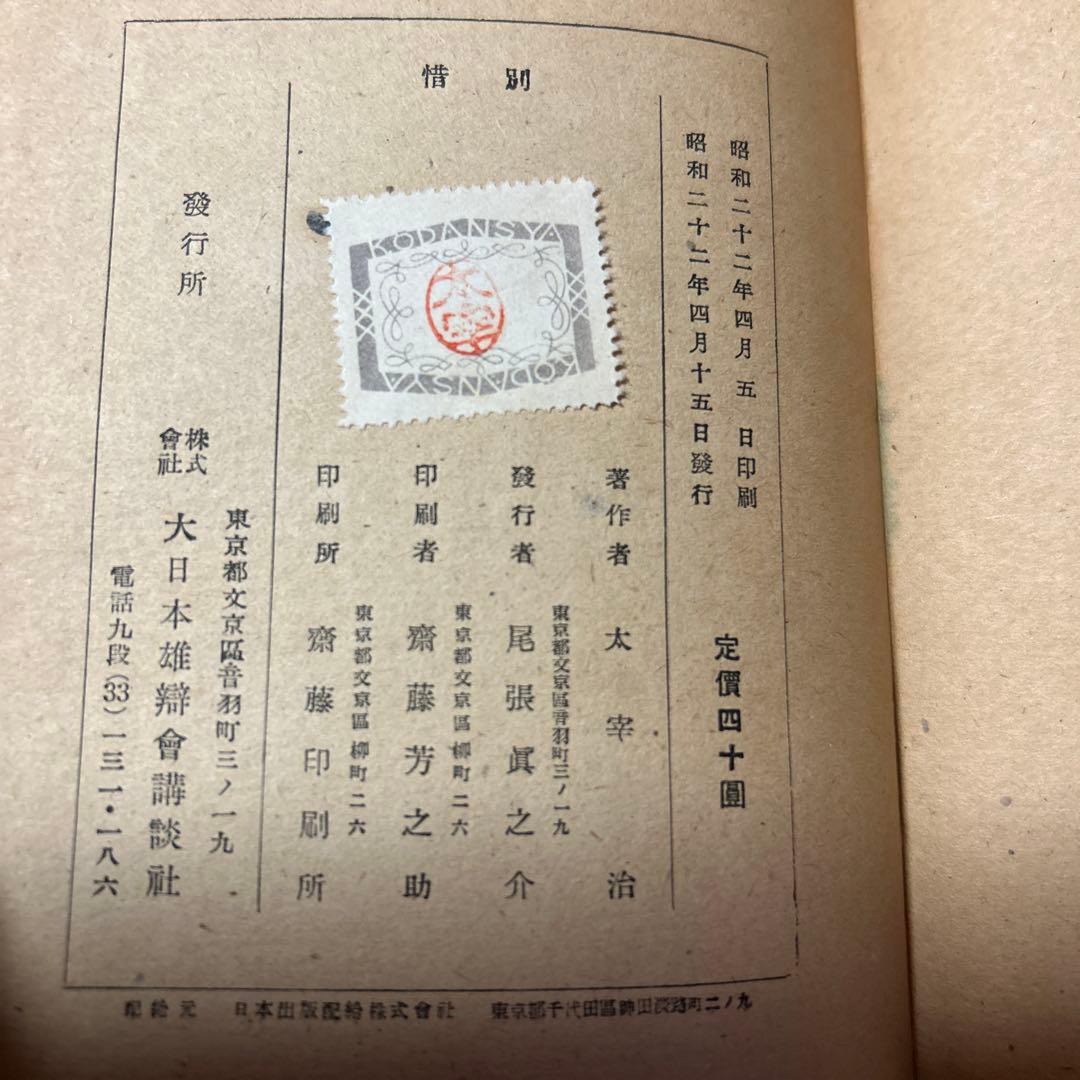 惜別
昭和二十二年四月五日印刷
昭和二十二年四月十五日發行
定價四十圓
KODANSYA
太宰
KODANSYA
著作者 太宰治
東京都文京區音羽町三ノ一九
發行者 尾張眞之介
東京都文京區柳町二六
印刷者 齋藤芳之助
東京都文京區柳町二六
印刷所 齋藤印刷所
東京都文京區音羽町三ノ一九
發行所 株式會社 大日本雄辯會講談社
電話九段(33)一三一・一八六
配給元 日本出版配給株式會社 東京都千代田區神田淡路町二ノ九